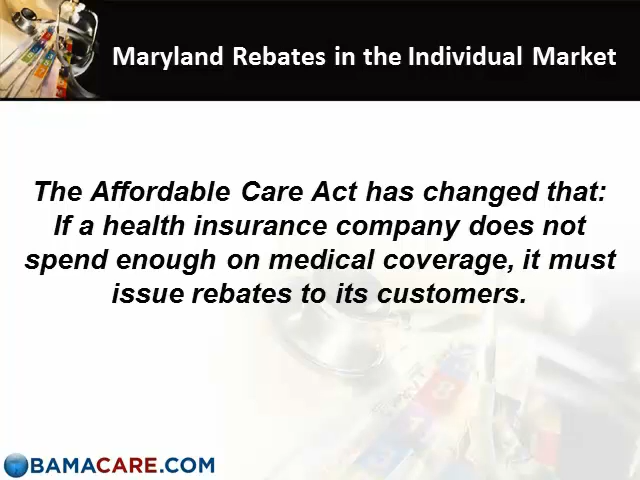 Maryland Rebates in the Individual Market
The Affordable Care Act has changed that:
If a health insurance company does not
spend enough on medical coverage, it must
issue rebates to its customers.
OBAMACARE.COM